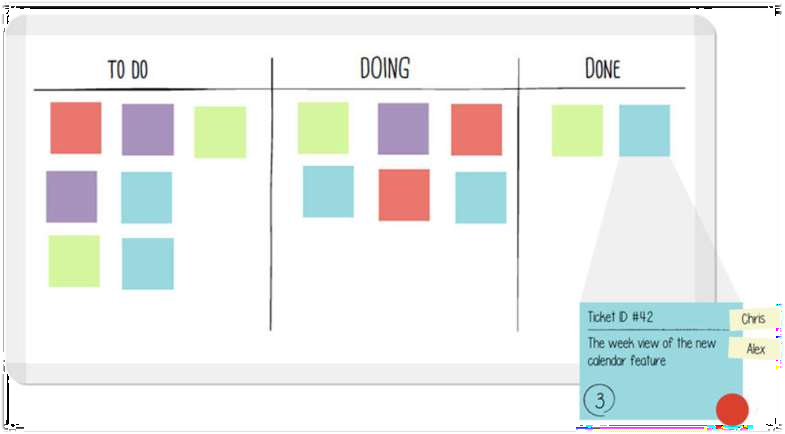 TO DO
DOING
DONE
Ticket ID #42
Chris
The week view of the new
calendar feature
Alex
3